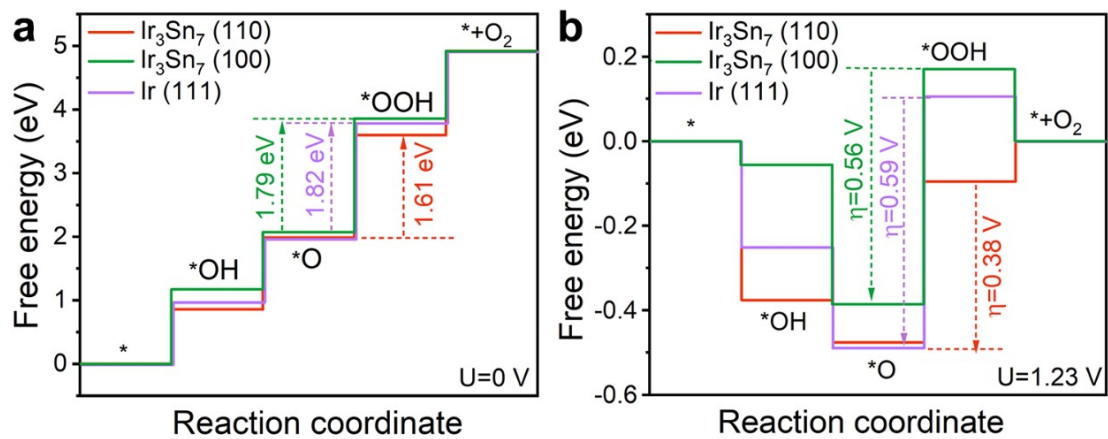 a
Ir₃Sn₇ (110)
Ir₃Sn₇ (100)
Ir (111)
*+O₂
*OOH
*OH
*O
*
1.79 eV
1.82 eV
1.61 eV
U=0 V
5
4
3
2
1
0
Free energy (eV)
Reaction coordinate
b
Ir₃Sn₇ (110)
Ir₃Sn₇ (100)
Ir (111)
*OOH
*
*+O₂
η=0.56 V
η=0.59 V
η=0.38 V
*OH
*O
U=1.23 V
0.2
0.0
-0.2
-0.4
-0.6
Free energy (eV)
Reaction coordinate